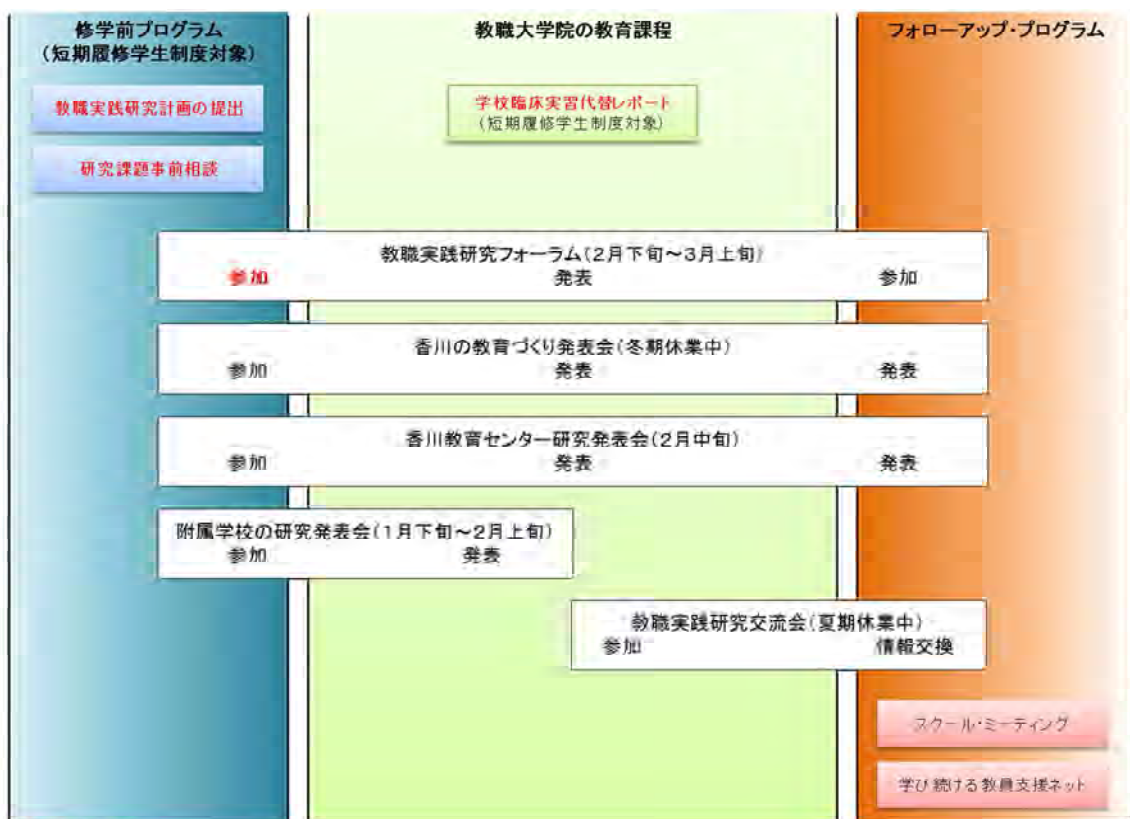 修学前プログラム
(短期履修学生制度対象)
教職大学院の教育課程
フォローアップ・プログラム
教職実践研究計画の提出
研究課題事前相談
学校臨床実習代替レポート
(短期履修学生制度対象)
教職実践研究フォーラム(2月下旬～3月上旬)
参加 発表 参加
香川の教育づくり発表会(冬期休業中)
参加 発表 発表
香川教育センター研究発表会(2月中旬)
参加 発表 発表
附属学校の研究発表会(1月下旬～2月上旬)
参加 発表
教職実践研究交流会(夏期休業中)
参加 情報交換
スクール・ミーティング
学び続ける教員支援ネット